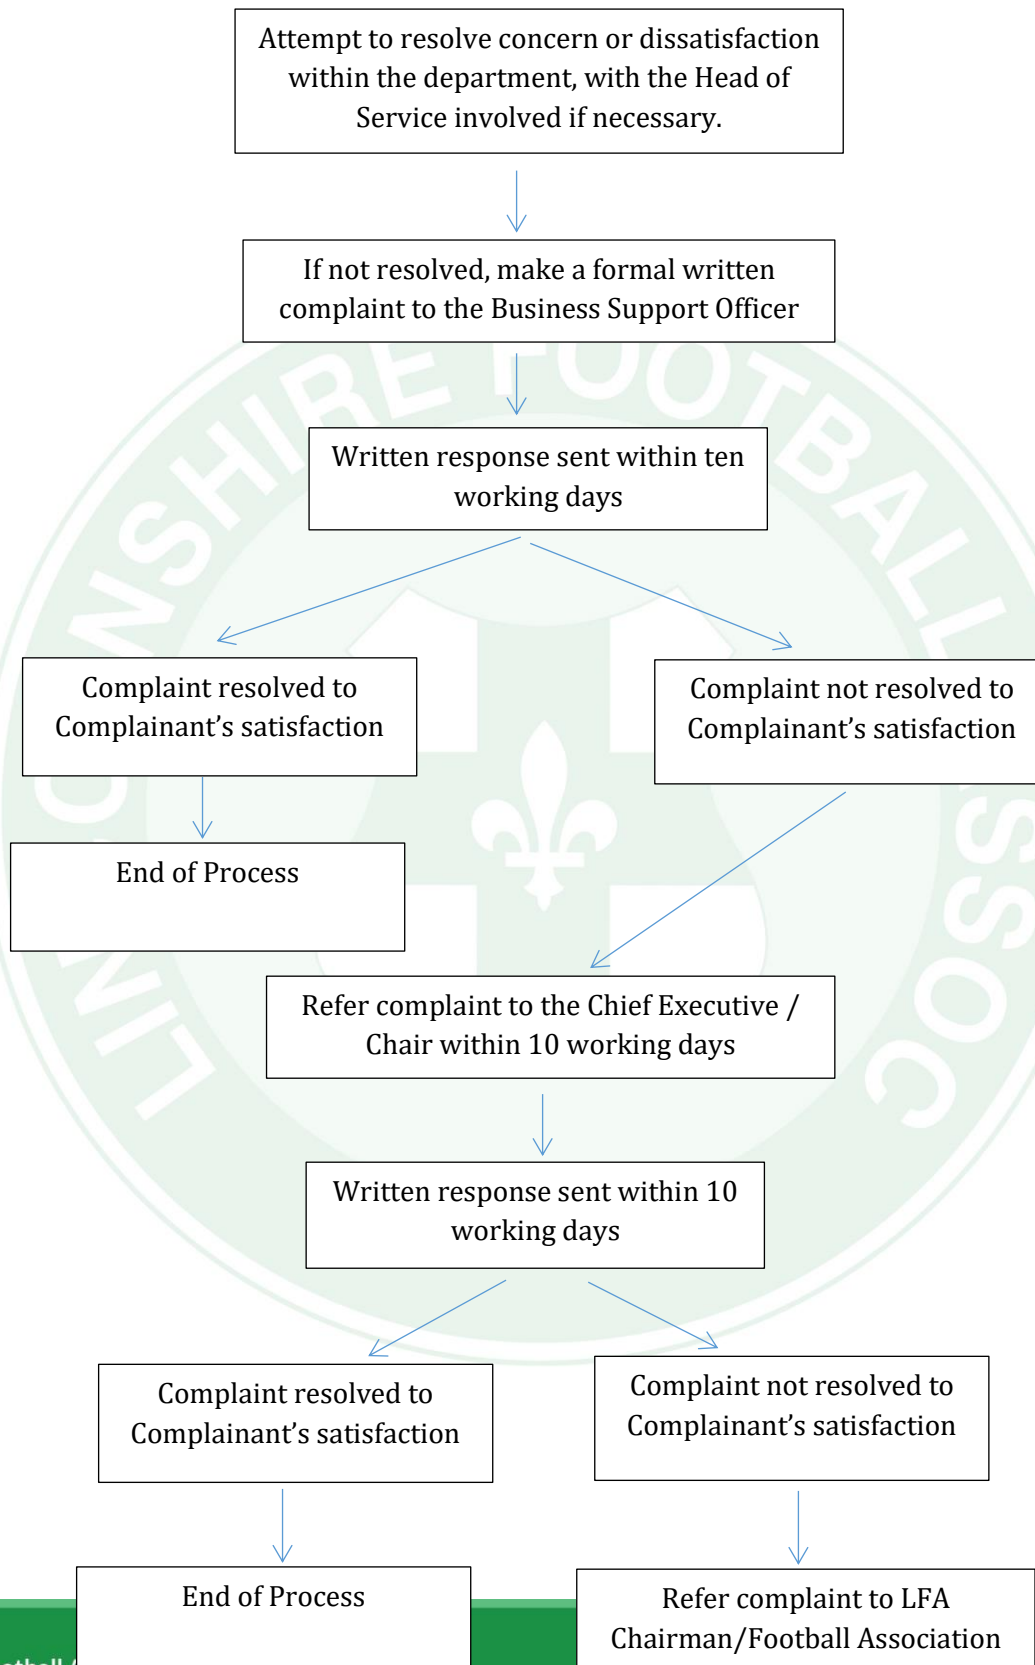 Attempt to resolve concern or dissatisfaction
within the department, with the Head of
Service involved if necessary.
If not resolved, make a formal written
complaint to the Business Support Officer
Written response sent within ten
working days
Complaint resolved to
Complainant’s satisfaction
Complaint not resolved to
Complainant’s satisfaction
End of Process
Refer complaint to the Chief Executive /
Chair within 10 working days
Written response sent within 10
working days
Complaint resolved to
Complainant’s satisfaction
Complaint not resolved to
Complainant’s satisfaction
End of Process
Refer complaint to LFA
Chairman/Football Association